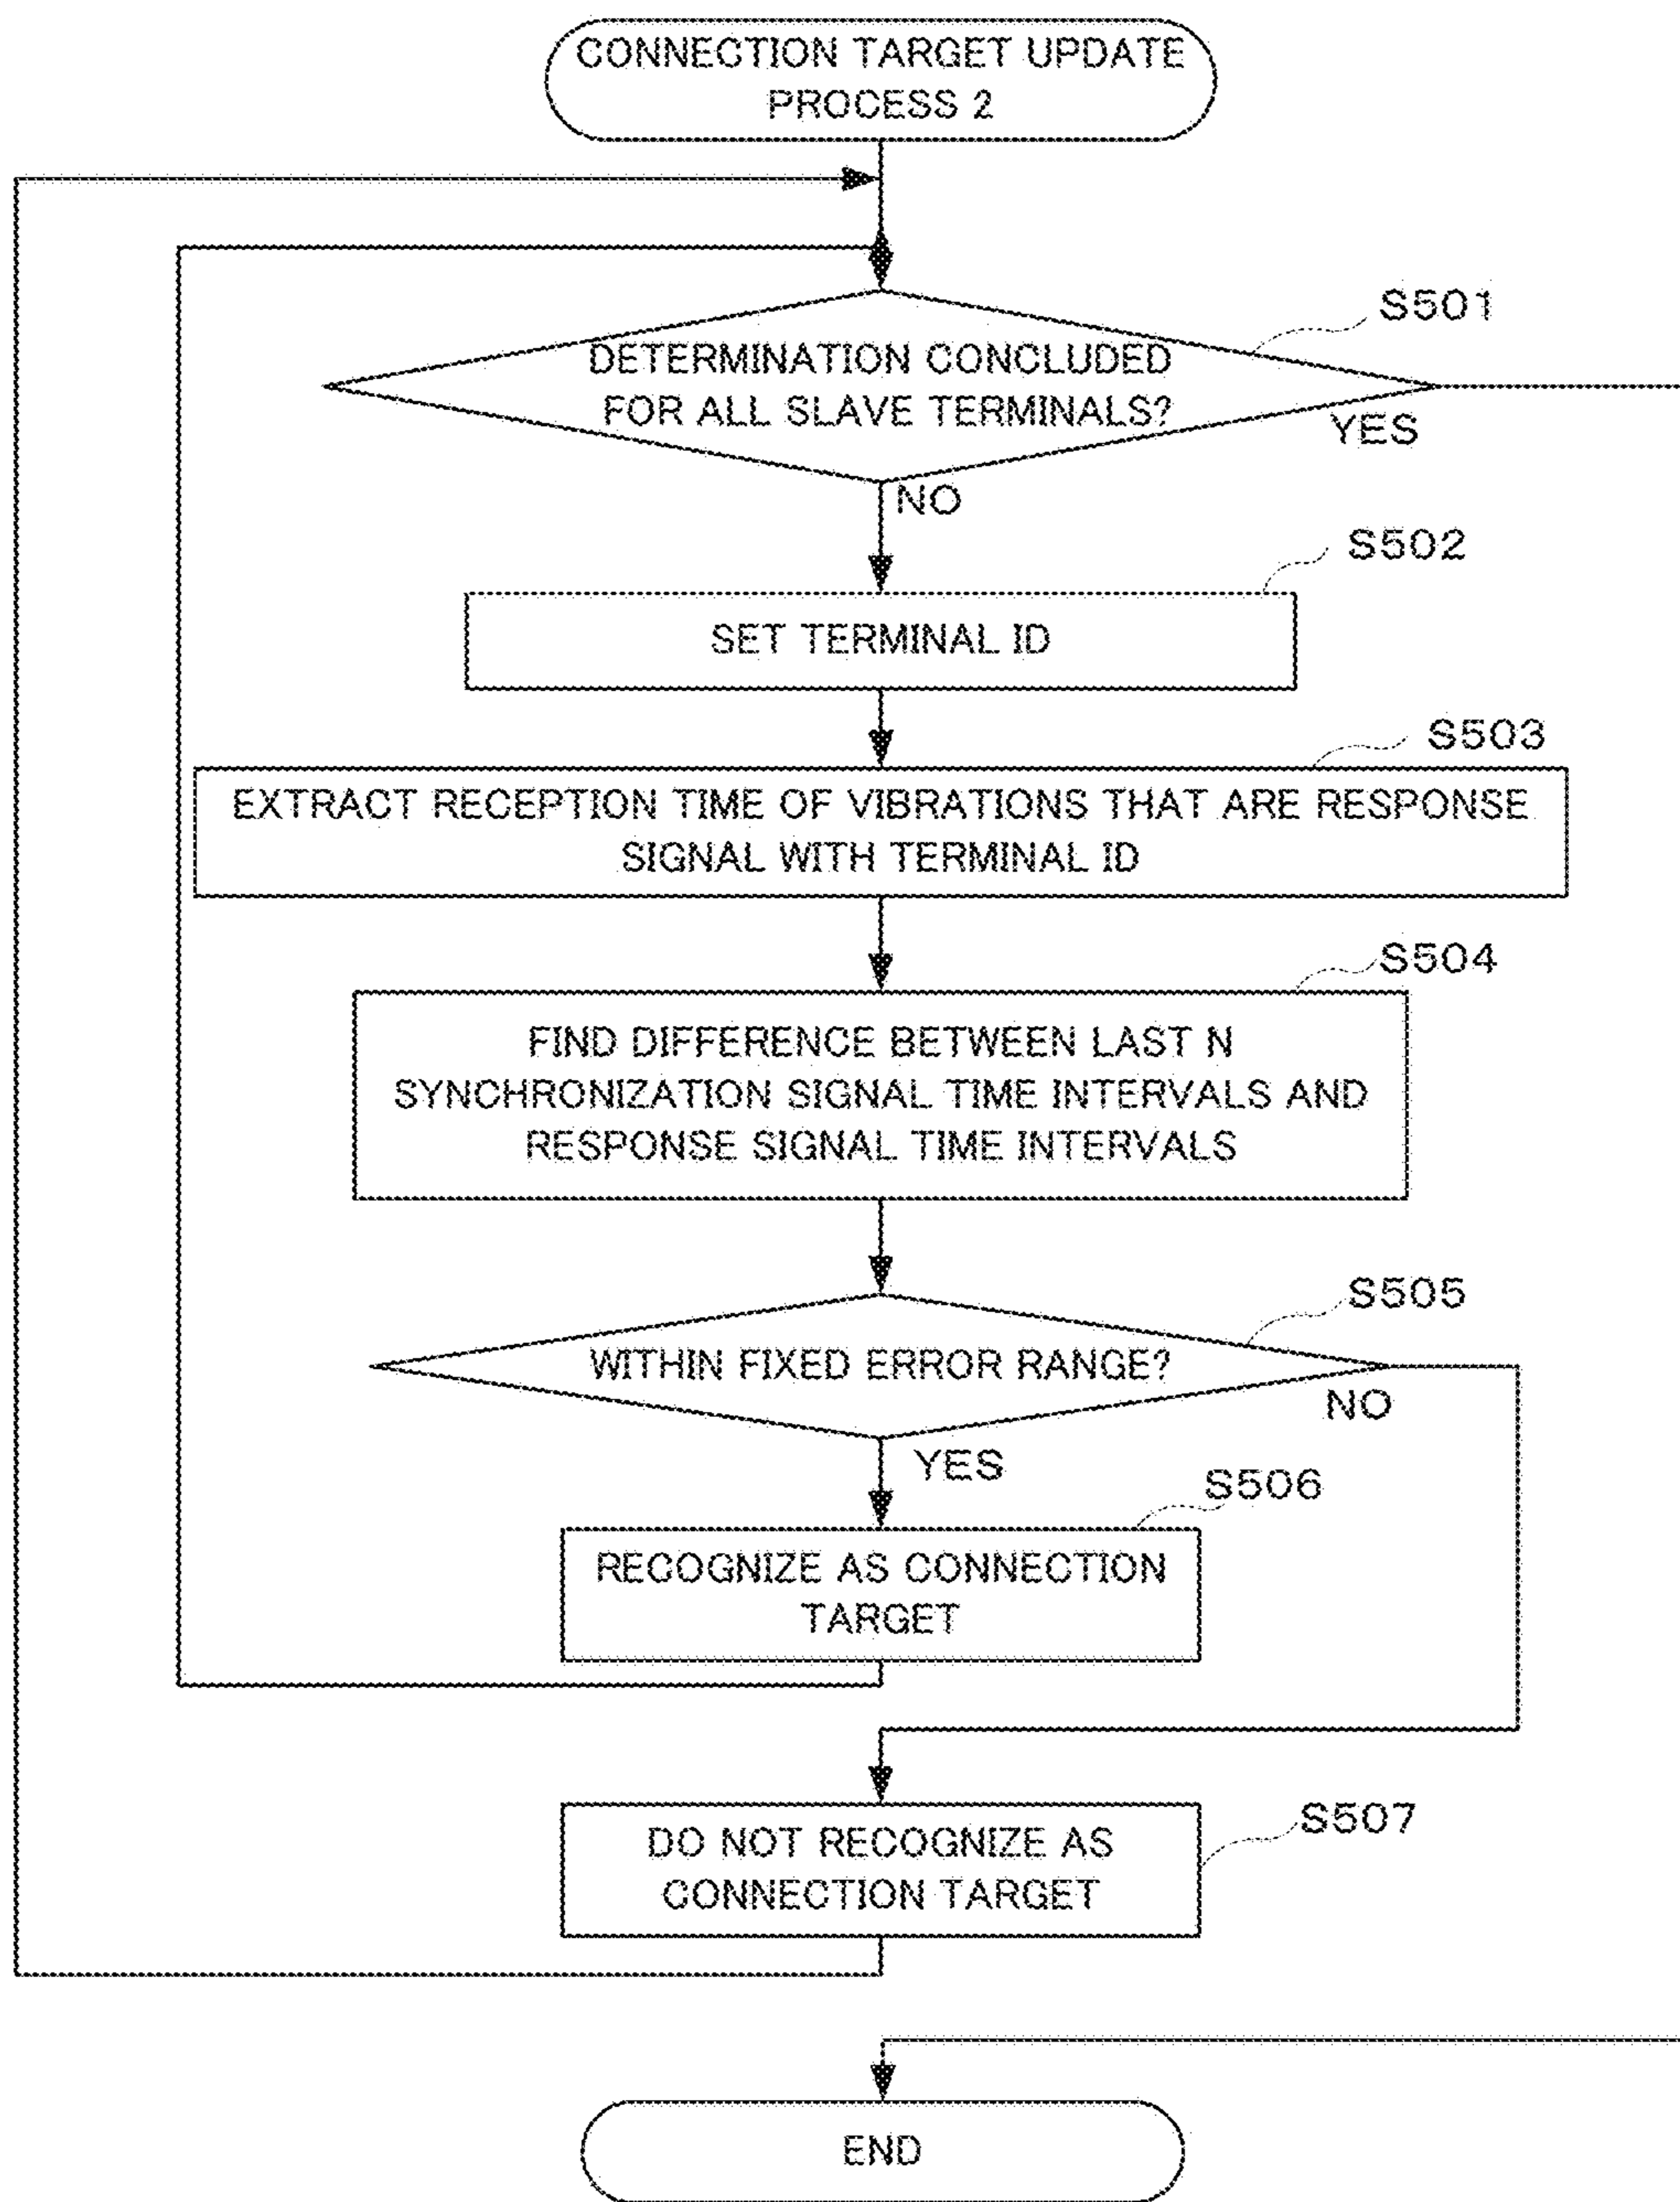 CONNECTION TARGET UPDATE
PROCESS 2
S501
DETERMINATION CONCLUDED
FOR ALL SLAVE TERMINALS?
YES
NO
S502
SET TERMINAL ID
S503
EXTRACT RECEPTION TIME OF VIBRATIONS THAT ARE RESPONSE
SIGNAL WITH TERMINAL ID
S504
FIND DIFFERENCE BETWEEN LAST N
SYNCHRONIZATION SIGNAL TIME INTERVALS AND
RESPONSE SIGNAL TIME INTERVALS
S505
WITHIN FIXED ERROR RANGE?
NO
YES
S506
RECOGNIZE AS CONNECTION
TARGET
S507
DO NOT RECOGNIZE AS
CONNECTION TARGET
END